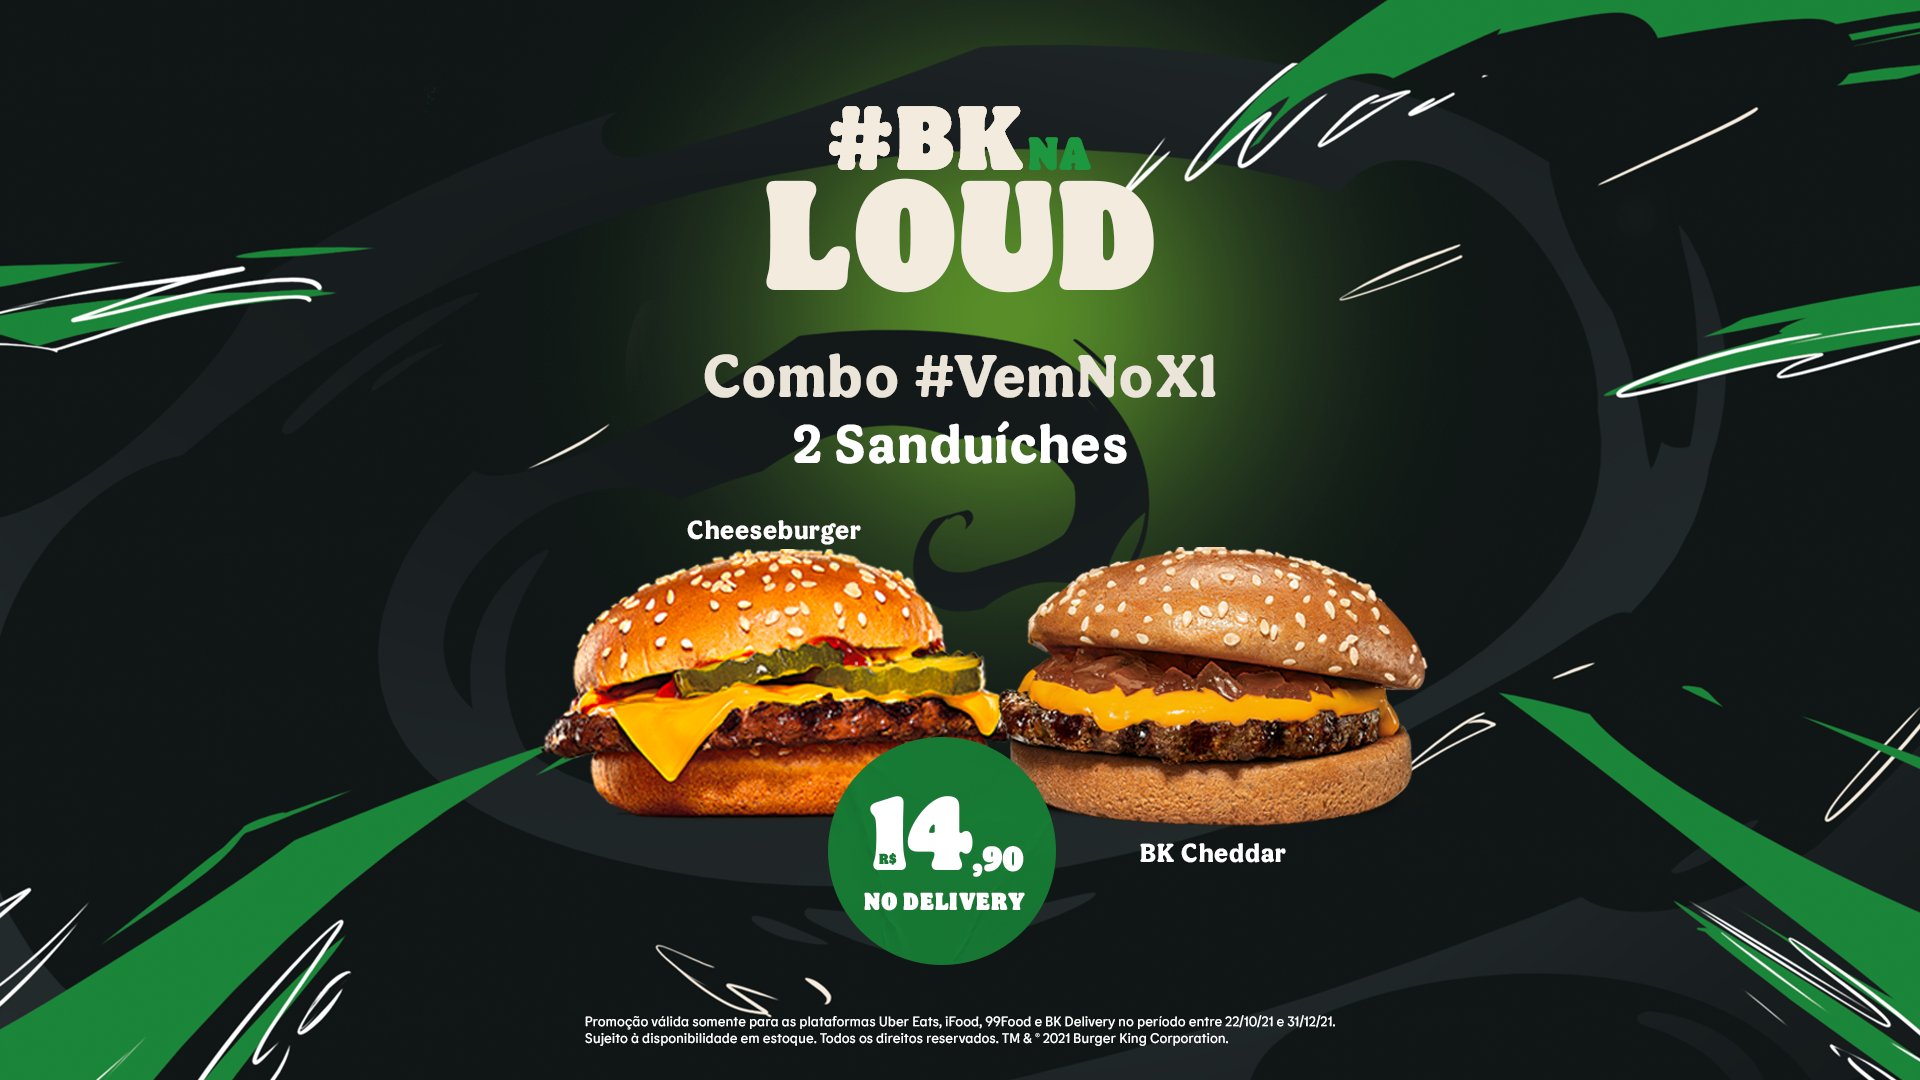 #BK NA
LOUD
Combo #VemNoX1
2 Sanduíches
Cheeseburger
R$14,90
NO DELIVERY
BK Cheddar
Promoção válida somente para as plataformas Uber Eats, iFood, 99Food e BK Delivery no período entre 22/10/21 e 31/12/21.
Sujeito à disponibilidade em estoque. Todos os direitos reservados. TM & ® 2021 Burger King Corporation.